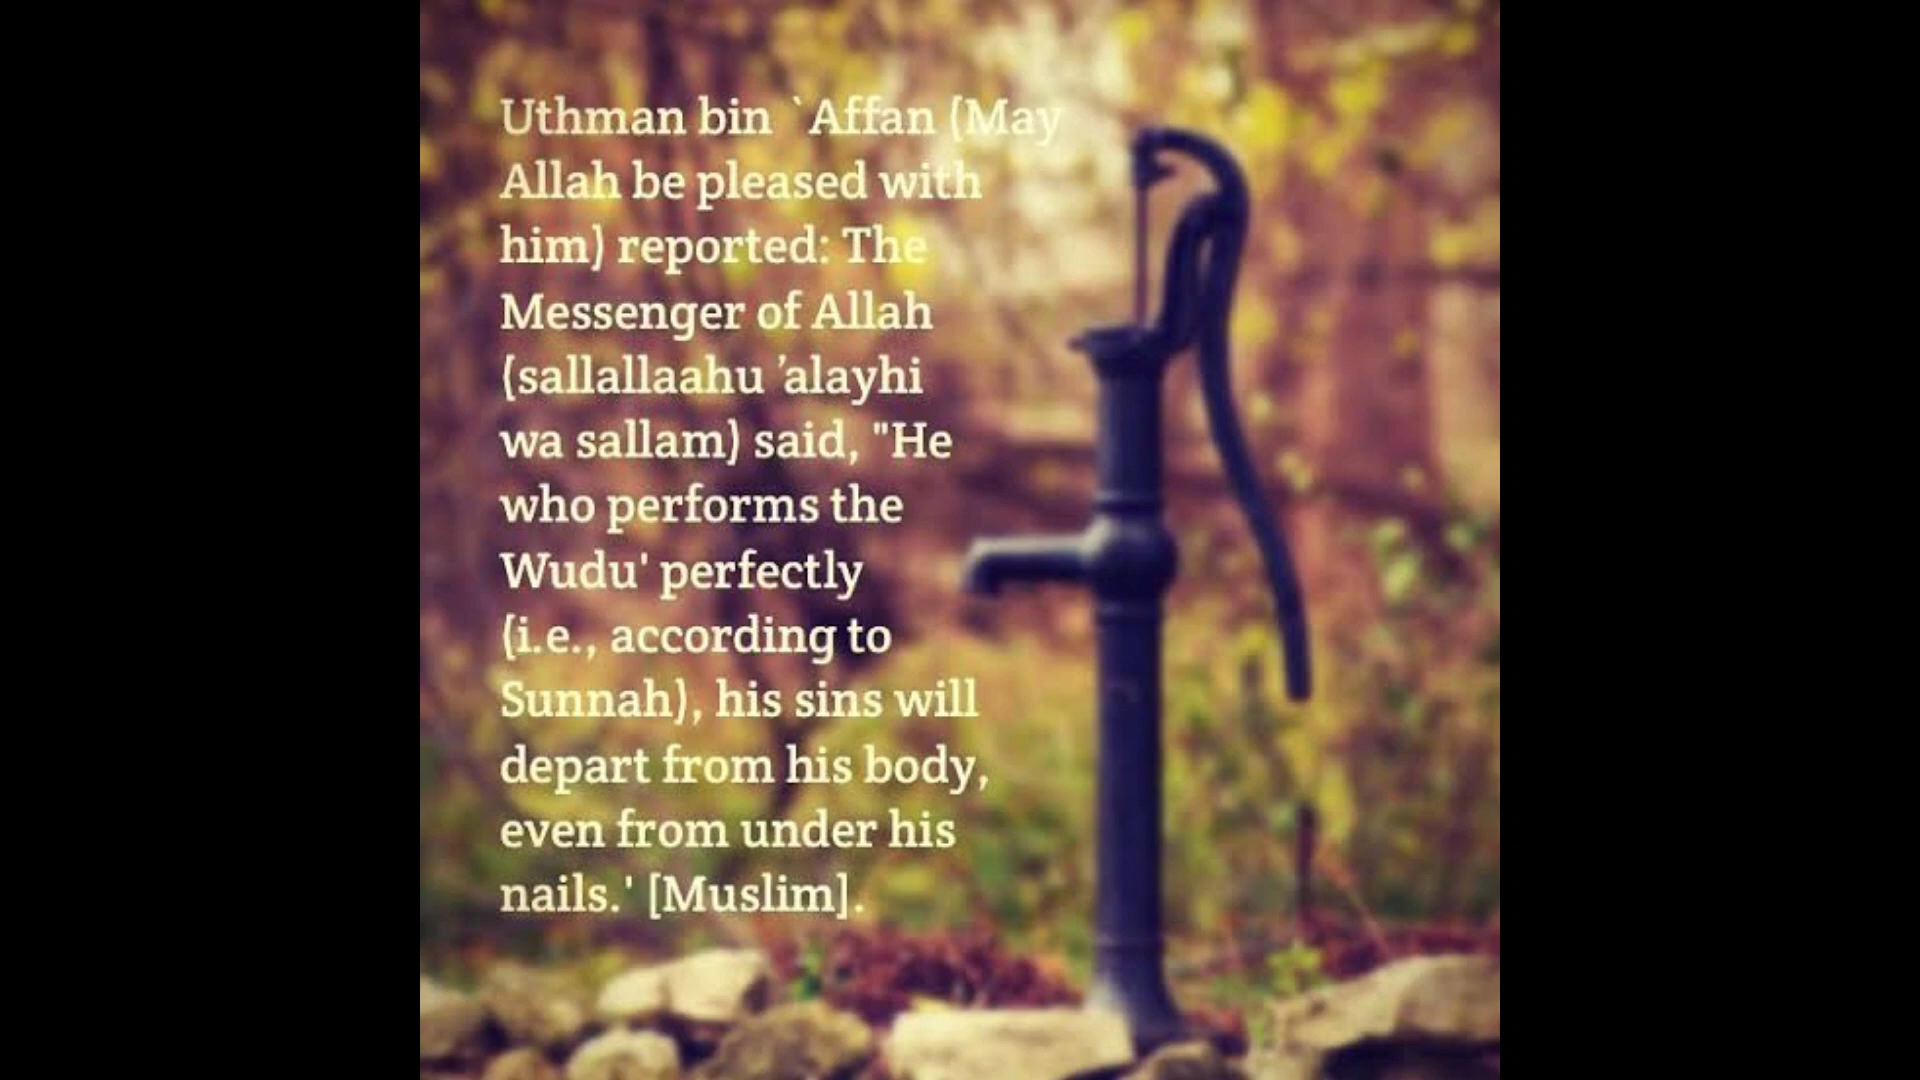 Uthman bin `Affan (May
Allah be pleased with
him) reported: The
Messenger of Allah
(sallallaahu ’alayhi
wa sallam) said, "He
who performs the
Wudu' perfectly
(i.e., according to
Sunnah), his sins will
depart from his body,
even from under his
nails.' [Muslim].